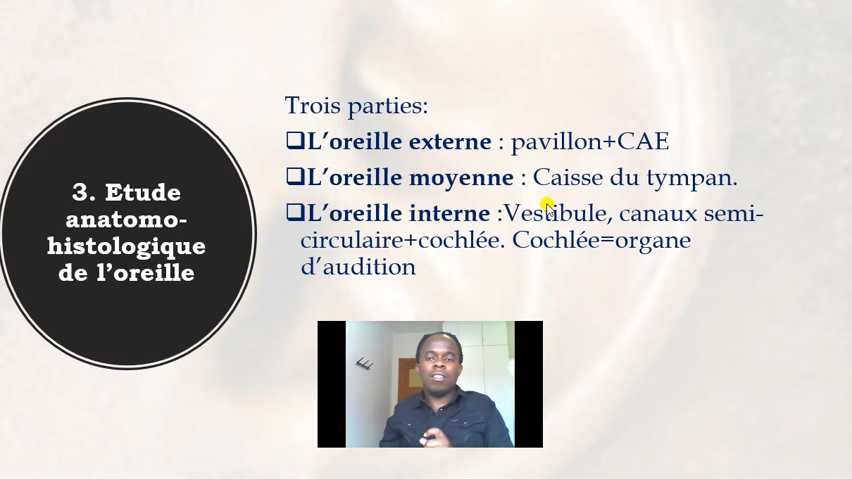 3. Etude
anatomo-
histologique
de l’oreille
Trois parties:
❑L’oreille externe : pavillon+CAE
❑L’oreille moyenne : Caisse du tympan.
❑L’oreille interne :Vestibule, canaux semi-
circulaire+cochlée. Cochlée=organe
d’audition